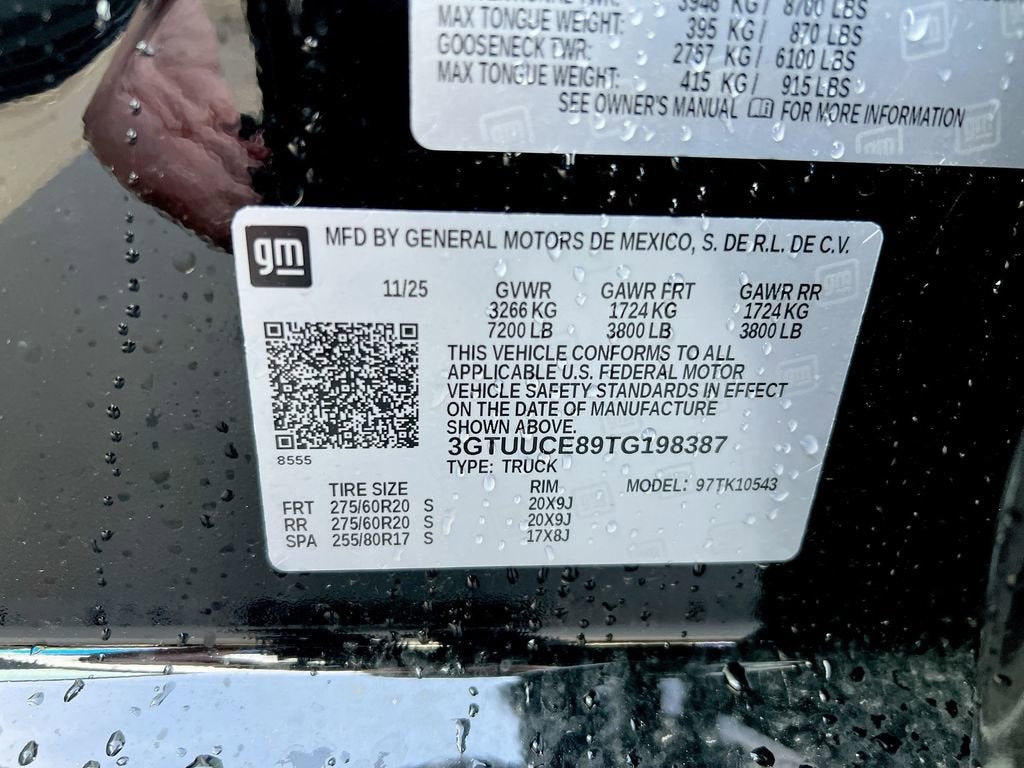 3948 KG/ 8700 LBS
MAX TONGUE WEIGHT: 395 KG/ 870 LBS
GOOSENECK TWR: 2767 KG/ 6100 LBS
MAX TONGUE WEIGHT: 415 KG/ 915 LBS
SEE OWNER'S MANUAL FOR MORE INFORMATION
gm MFD BY GENERAL MOTORS DE MEXICO, S. DE R.L. DE C.V.
11/25 GVWR GAWR FRT GAWR RR
3266 KG 1724 KG 1724 KG
7200 LB 3800 LB 3800 LB
THIS VEHICLE CONFORMS TO ALL
APPLICABLE U.S. FEDERAL MOTOR
VEHICLE SAFETY STANDARDS IN EFFECT
ON THE DATE OF MANUFACTURE
SHOWN ABOVE.
3GTUUCE89TG198387
8555
TYPE: TRUCK
TIRE SIZE RIM MODEL: 97TK10543
FRT 275/60R20 S 20X9J
RR 275/60R20 S 20X9J
SPA 255/80R17 S 17X8J